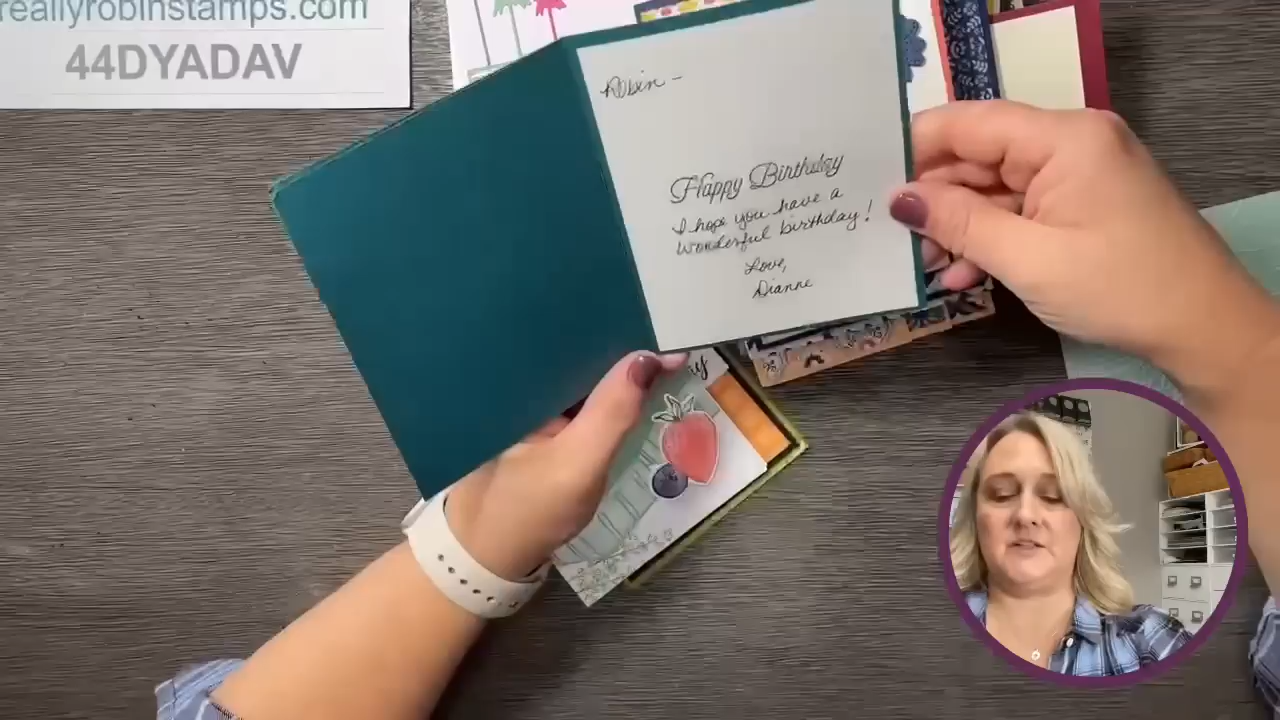 reallyrobinstamps.com
44DYADAV
Robin -
Happy Birthday
I hope you have a
wonderful birthday!
Love,
Dianne